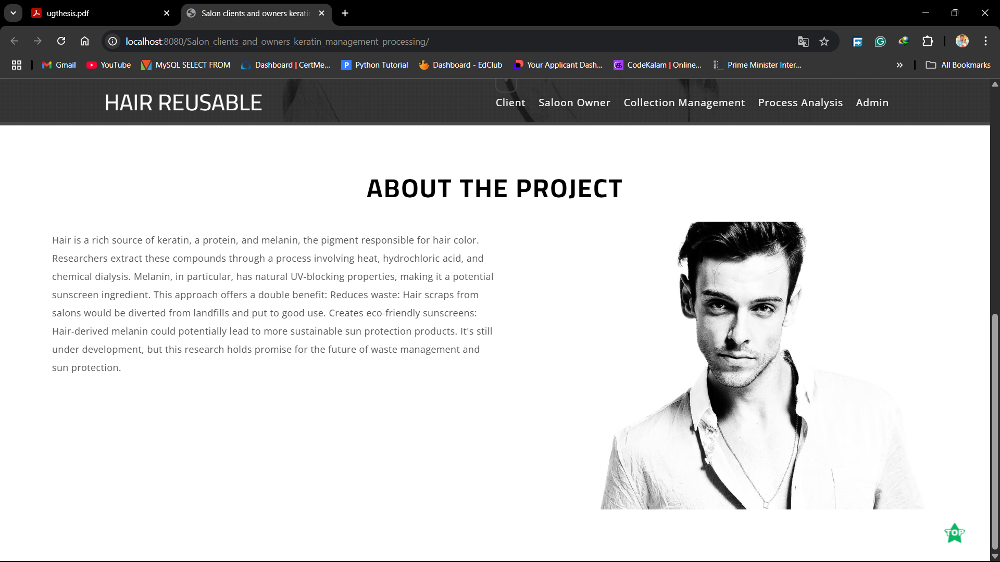 ugthesis.pdf
Salon clients and owners kerati
localhost:8080/Salon_clients_and_owners_keratin_management_processing/
Gmail
YouTube
MySQL SELECT FROM
Dashboard | CertMe...
Python Tutorial
Dashboard - EdClub
Your Applicant Dash...
CodeKalam | Online...
Prime Minister Inter...
All Bookmarks
HAIR REUSABLE
Client Saloon Owner Collection Management Process Analysis Admin
ABOUT THE PROJECT
Hair is a rich source of keratin, a protein, and melanin, the pigment responsible for hair color.
Researchers extract these compounds through a process involving heat, hydrochloric acid, and
chemical dialysis. Melanin, in particular, has natural UV-blocking properties, making it a potential
sunscreen ingredient. This approach offers a double benefit: Reduces waste: Hair scraps from
salons would be diverted from landfills and put to good use. Creates eco-friendly sunscreens:
Hair-derived melanin could potentially lead to more sustainable sun protection products. It's still
under development, but this research holds promise for the future of waste management and
sun protection.
TOP